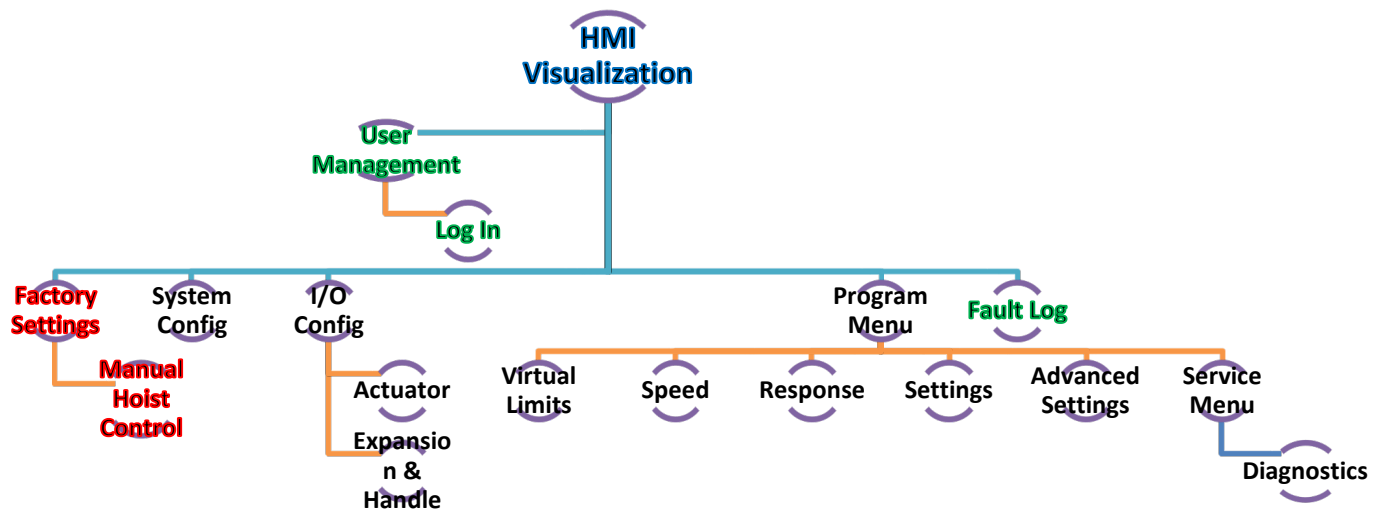 HMI
Visualization
User
Management
Log In
Factory
Settings
System
Config
I/O
Config
Program
Menu
Fault Log
Manual
Hoist
Control
Actuator
Expansio
n &
Handle
Virtual
Limits
Speed
Response
Settings
Advanced
Settings
Service
Menu
Diagnostics